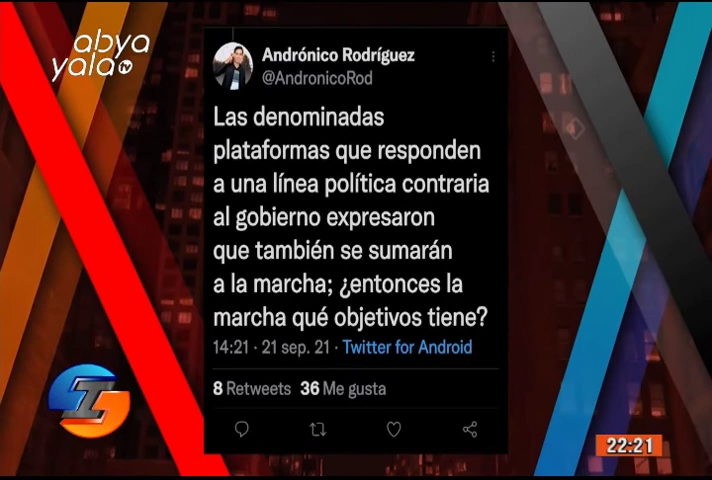 abya
yala TV
Andrónico Rodríguez
@AndronicoRod
Las denominadas
plataformas que responden
a una línea política contraria
al gobierno expresaron
que también se sumarán
a la marcha; ¿entonces la
marcha qué objetivos tiene?
14:21 · 21 sep. 21 · Twitter for Android
8 Retweets 36 Me gusta
22:21